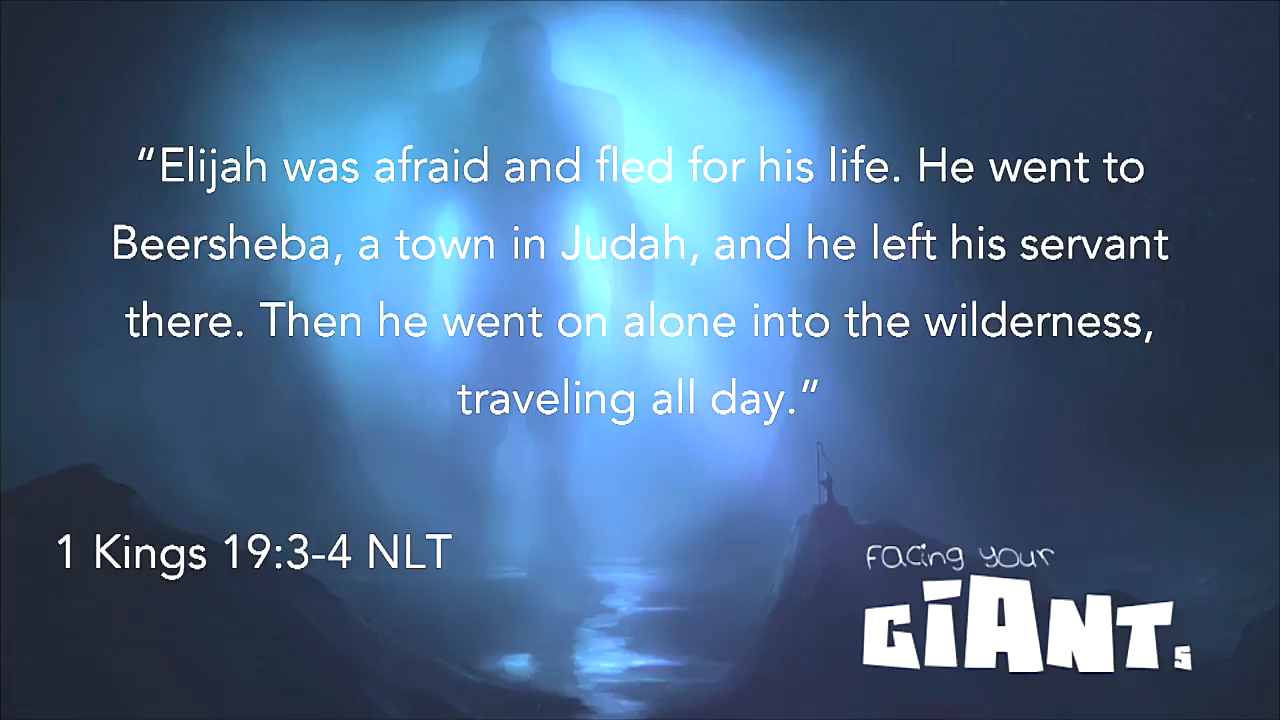 “Elijah was afraid and fled for his life. He went to
Beersheba, a town in Judah, and he left his servant
there. Then he went on alone into the wilderness,
traveling all day.”
1 Kings 19:3-4 NLT
Facing your
GIANTs